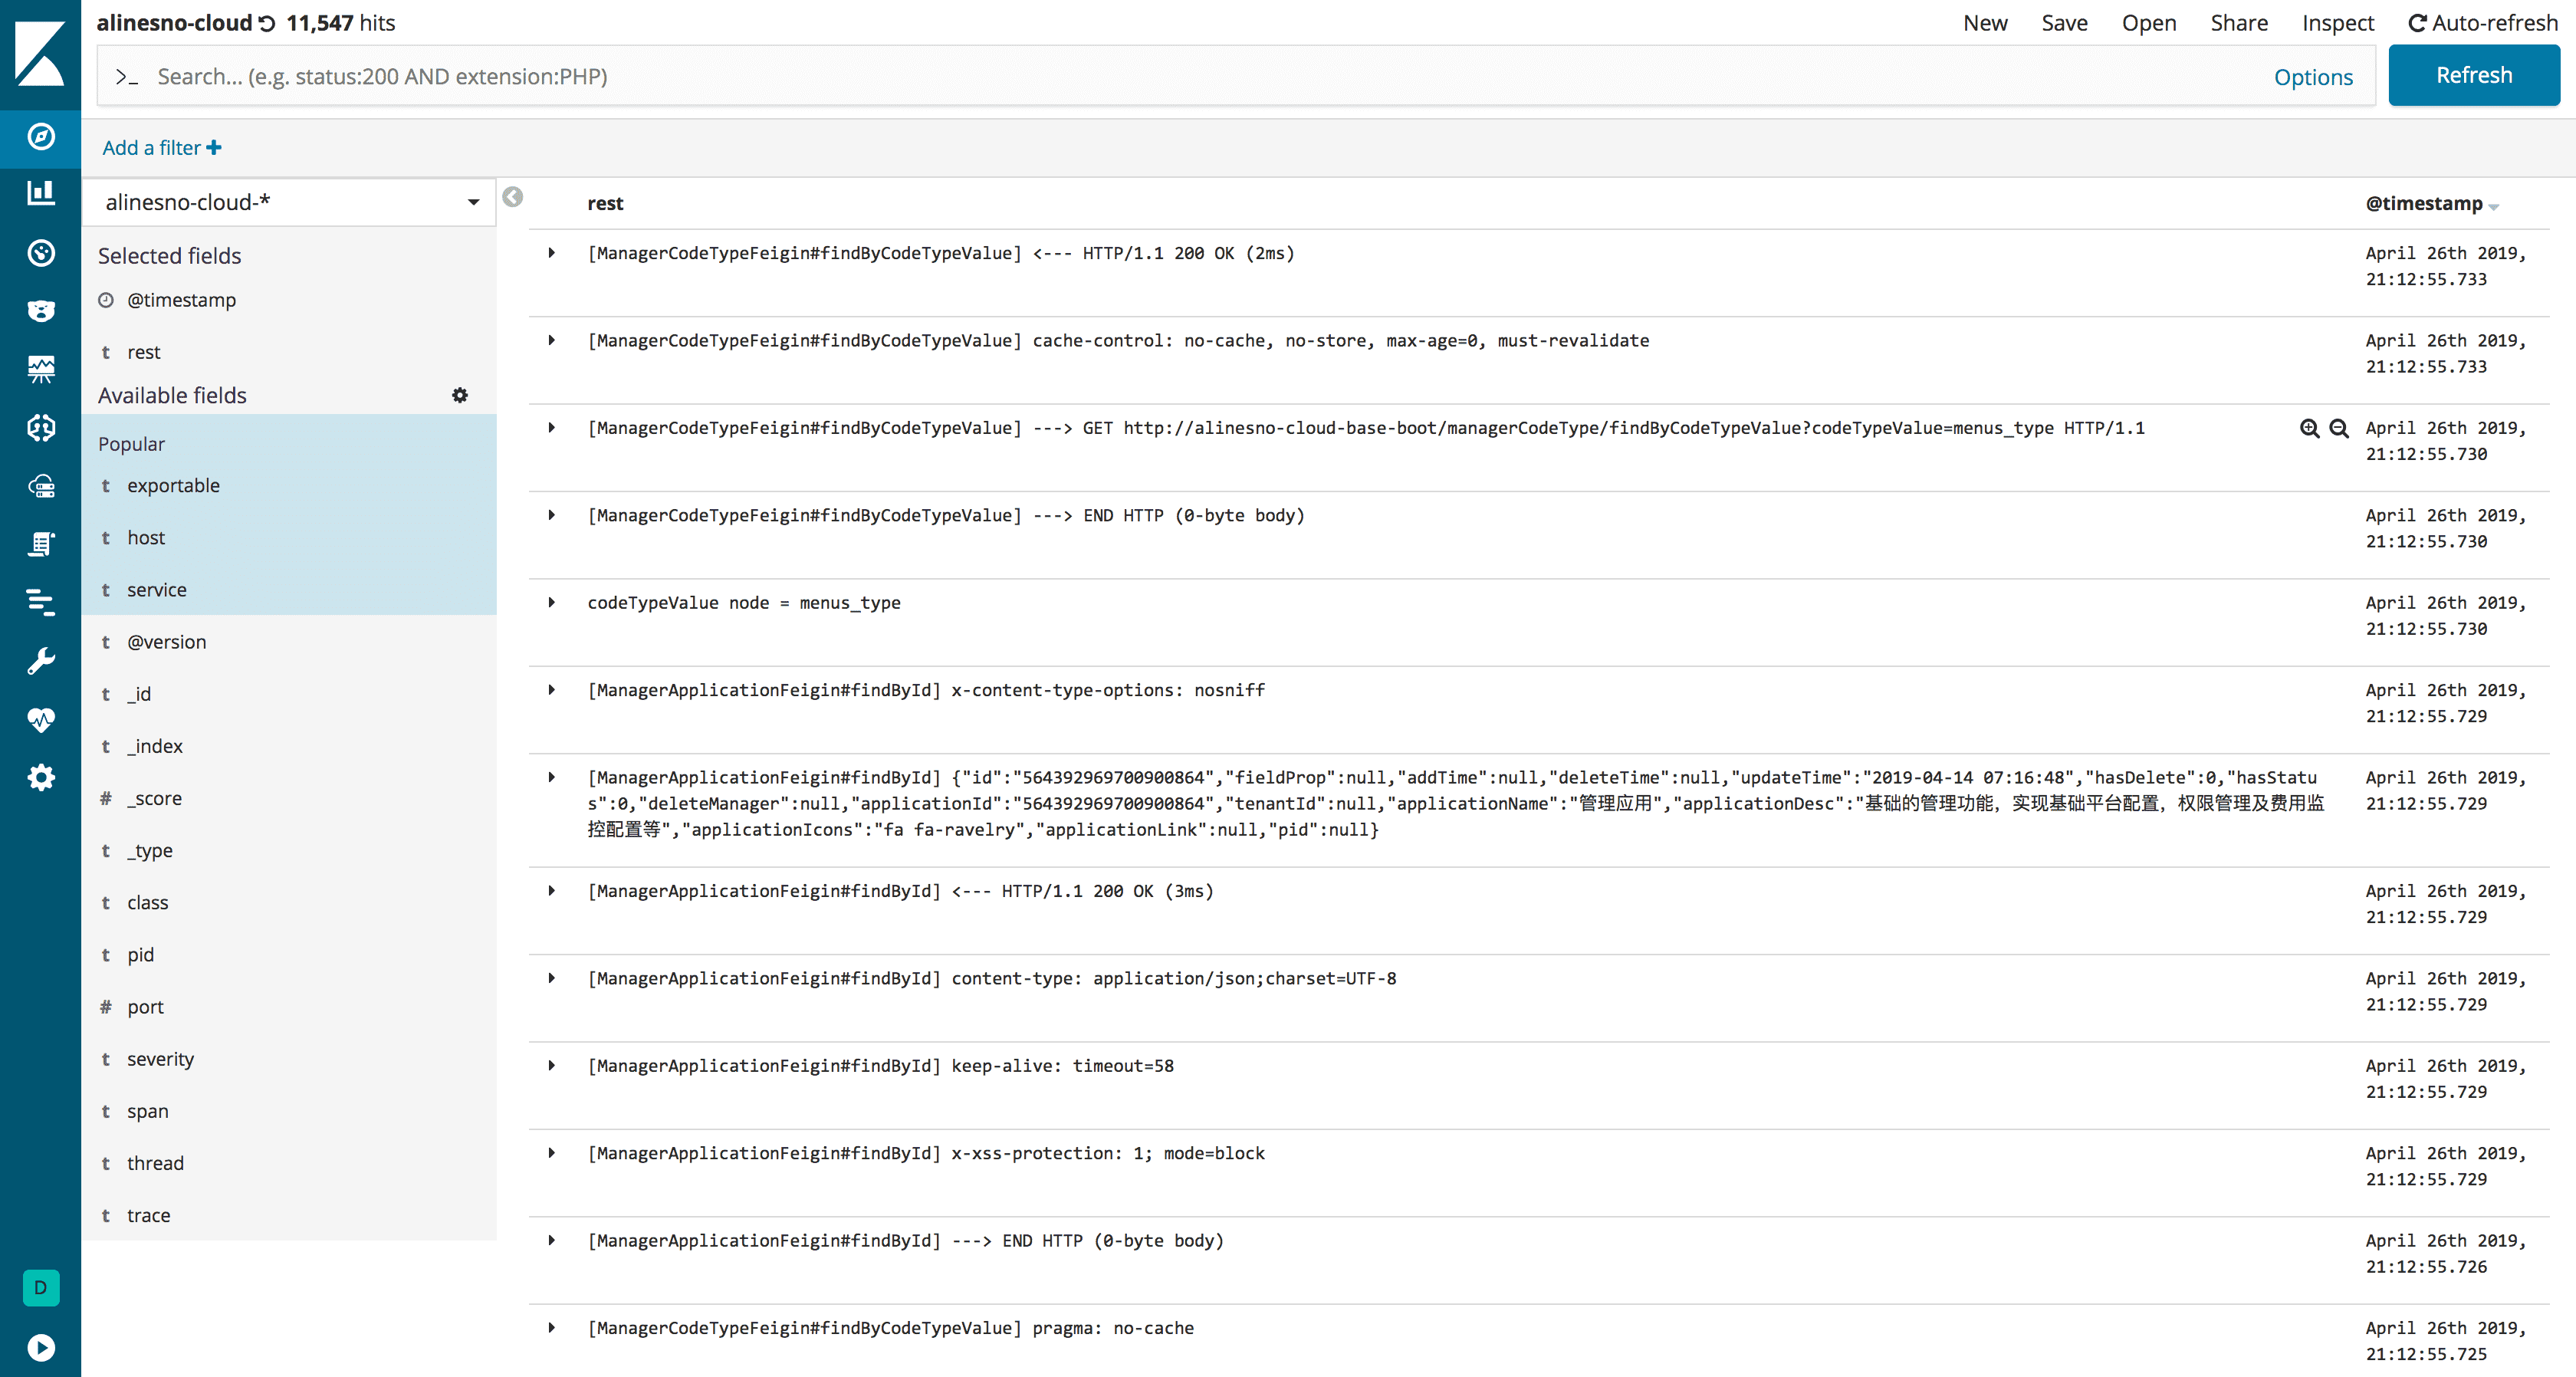 alinesno-cloud 11,547 hits
New Save Open Share Inspect Auto-refresh
>_ Search... (e.g. status:200 AND extension:PHP) Options Refresh
Add a filter
alinesno-cloud-*
Selected fields
@timestamp
t rest
Available fields
Popular
t exportable
t host
t service
t @version
t _id
t _index
# _score
t _type
t class
t pid
# port
t severity
t span
t thread
t trace
D
rest @timestamp
[ManagerCodeTypeFeigin#findByCodeTypeValue] <--- HTTP/1.1 200 OK (2ms) April 26th 2019,
21:12:55.733
[ManagerCodeTypeFeigin#findByCodeTypeValue] cache-control: no-cache, no-store, max-age=0, must-revalidate April 26th 2019,
21:12:55.733
[ManagerCodeTypeFeigin#findByCodeTypeValue] ---> GET http://alinesno-cloud-base-boot/managerCodeType/findByCodeTypeValue?codeTypeValue=menus_type HTTP/1.1 April 26th 2019,
21:12:55.730
[ManagerCodeTypeFeigin#findByCodeTypeValue] ---> END HTTP (0-byte body) April 26th 2019,
21:12:55.730
codeTypeValue node = menus_type April 26th 2019,
21:12:55.730
[ManagerApplicationFeigin#findById] x-content-type-options: nosniff April 26th 2019,
21:12:55.729
[ManagerApplicationFeigin#findById] {"id":"564392969700900864","fieldProp":null,"addTime":null,"deleteTime":null,"updateTime":"2019-04-14 07:16:48","hasDelete":0,"hasStatu April 26th 2019,
s":0,"deleteManager":null,"applicationId":"564392969700900864","tenantId":null,"applicationName":"管理应用","applicationDesc":"基础的管理功能，实现基础平台配置，权限管理及费用监 21:12:55.729
控配置等","applicationIcons":"fa fa-ravelry","applicationLink":null,"pid":null}
[ManagerApplicationFeigin#findById] <--- HTTP/1.1 200 OK (3ms) April 26th 2019,
21:12:55.729
[ManagerApplicationFeigin#findById] content-type: application/json;charset=UTF-8 April 26th 2019,
21:12:55.729
[ManagerApplicationFeigin#findById] keep-alive: timeout=58 April 26th 2019,
21:12:55.729
[ManagerApplicationFeigin#findById] x-xss-protection: 1; mode=block April 26th 2019,
21:12:55.729
[ManagerApplicationFeigin#findById] ---> END HTTP (0-byte body) April 26th 2019,
21:12:55.726
[ManagerCodeTypeFeigin#findByCodeTypeValue] pragma: no-cache April 26th 2019,
21:12:55.725